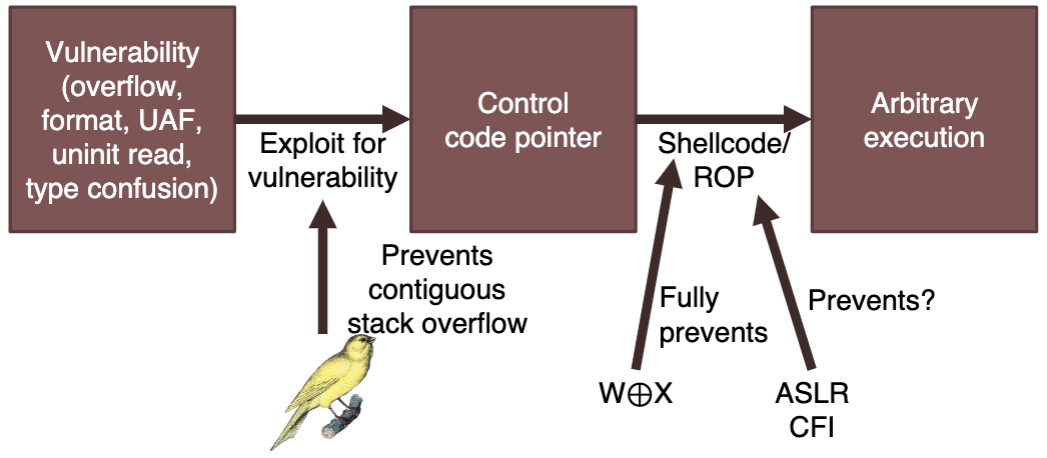 Vulnerability
(overflow,
format, UAF,
uninit read,
type confusion)
Exploit for
vulnerability
Control
code pointer
Shellcode/
ROP
Arbitrary
execution
Prevents
contiguous
stack overflow
Fully
prevents
Prevents?
W⊕X
ASLR
CFI